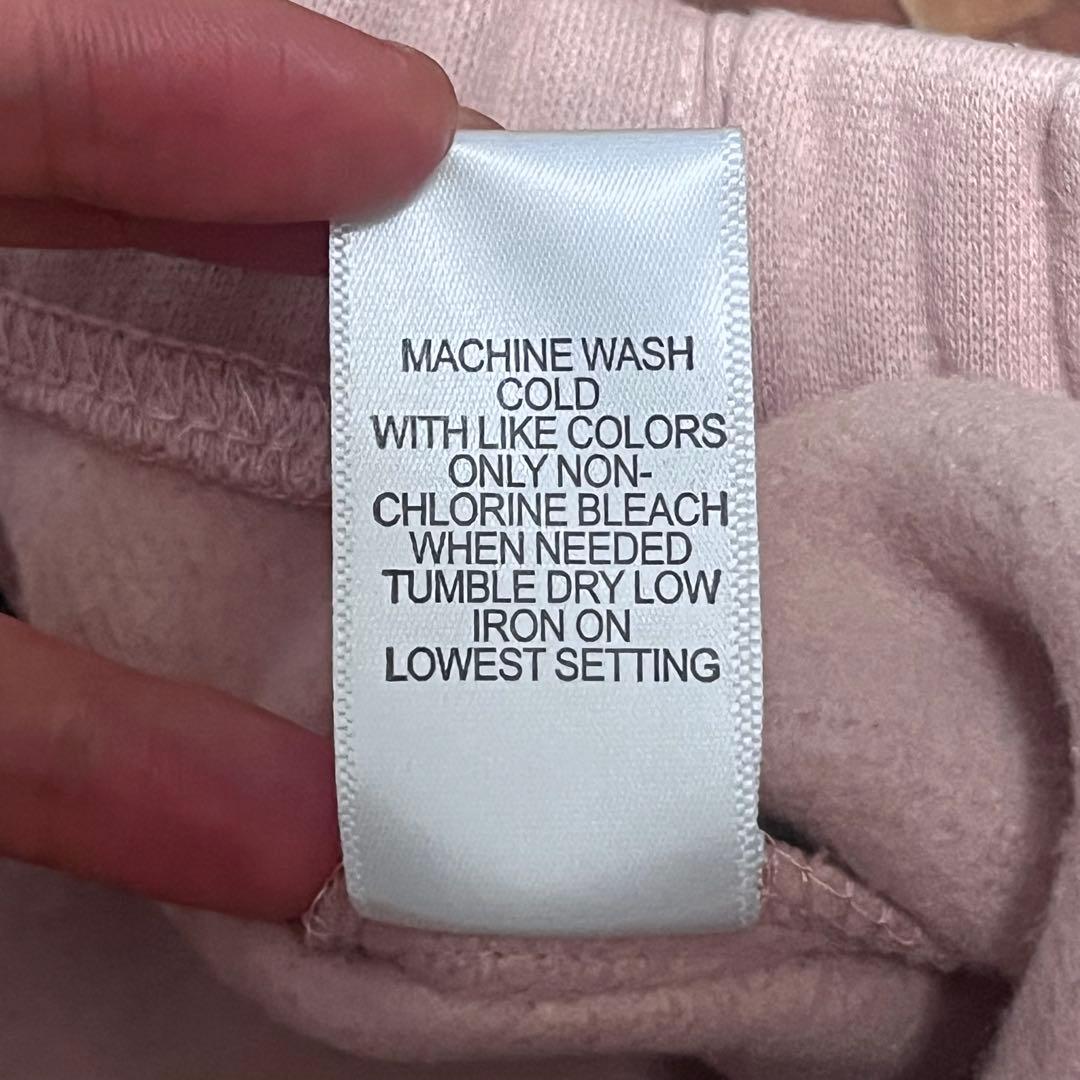 MACHINE WASH
COLD
WITH LIKE COLORS
ONLY NON-
CHLORINE BLEACH
WHEN NEEDED
TUMBLE DRY LOW
IRON ON
LOWEST SETTING